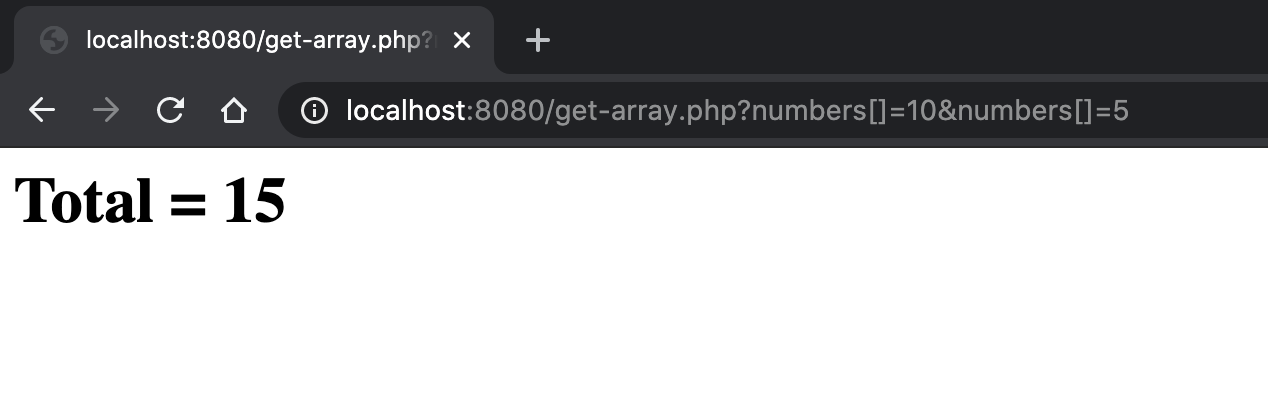 localhost:8080/get-array.php?
localhost:8080/get-array.php?numbers[]=10&numbers[]=5
Total = 15